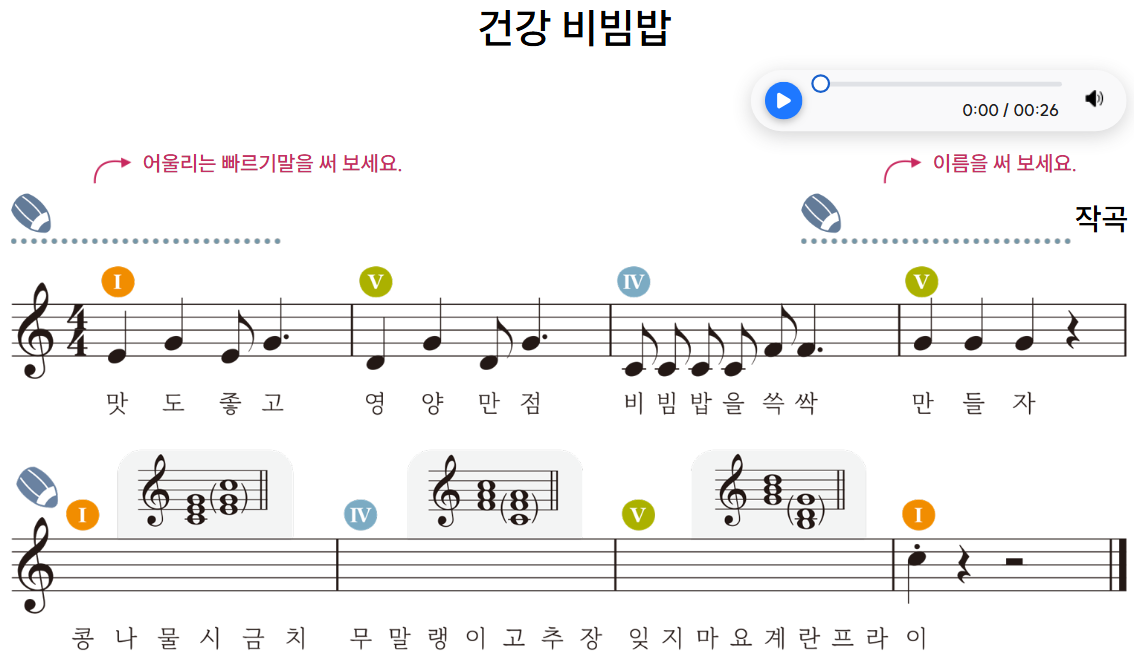 건강 비빔밥
0:00 / 00:26
어울리는 빠르기말을 써 보세요.
이름을 써 보세요.
작곡
I V IV V
4
4
맛 도 좋 고 영 양 만 점 비 빔 밥 을 쓱 싹 만 들 자
I IV V I
콩 나 물 시 금 치 무 말 랭 이 고 추 장 잊 지 마 요 계 란 프 라 이